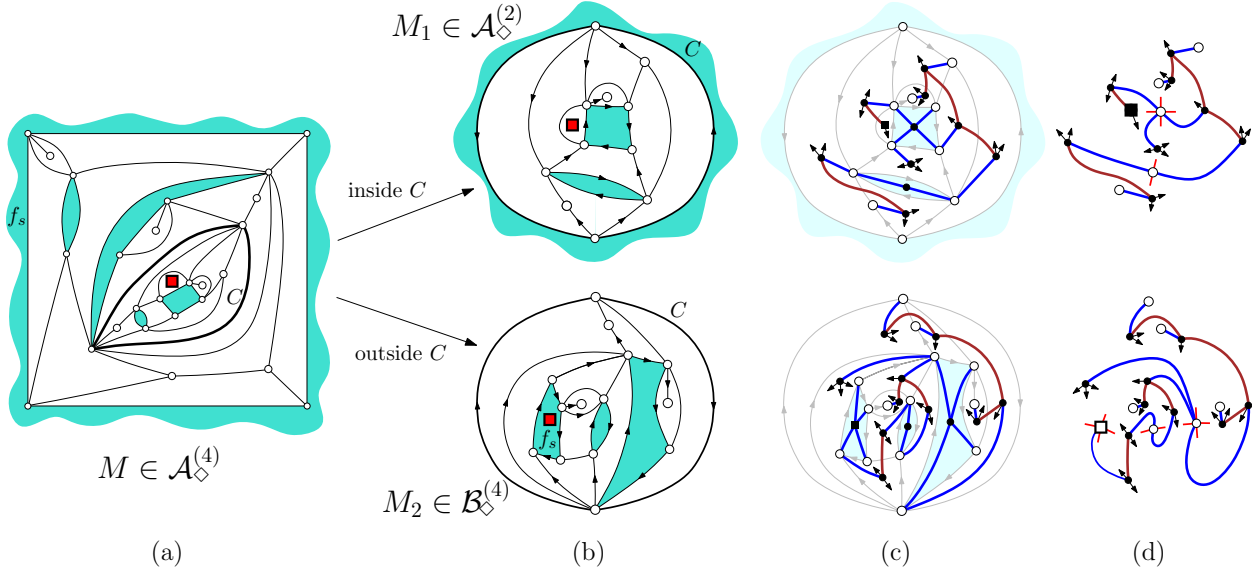 M₁ ∈ 𝒜◇⁽²⁾
C
f_s
inside C
C
outside C
C
f_s
M ∈ 𝒜◇⁽⁴⁾
M₂ ∈ ℬ◇⁽⁴⁾
(a) (b) (c) (d)